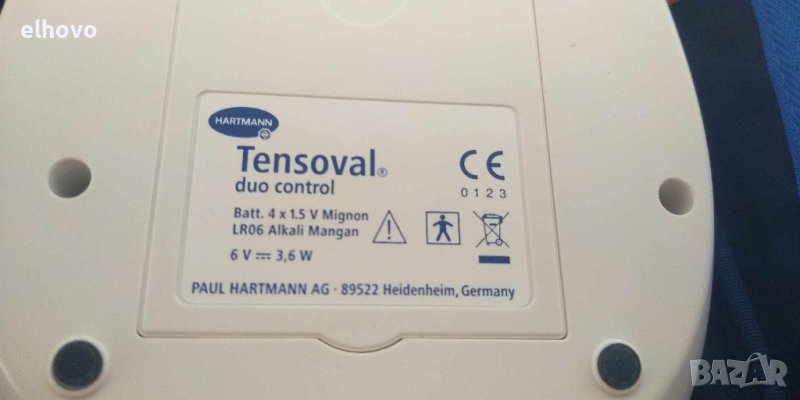 elhovo
HARTMANN
Tensoval®
duo control
CE
0123
Batt. 4 x 1.5 V Mignon
LR06 Alkali Mangan
6 V ⎓ 3,6 W
PAUL HARTMANN AG · 89522 Heidenheim, Germany
BAZAR